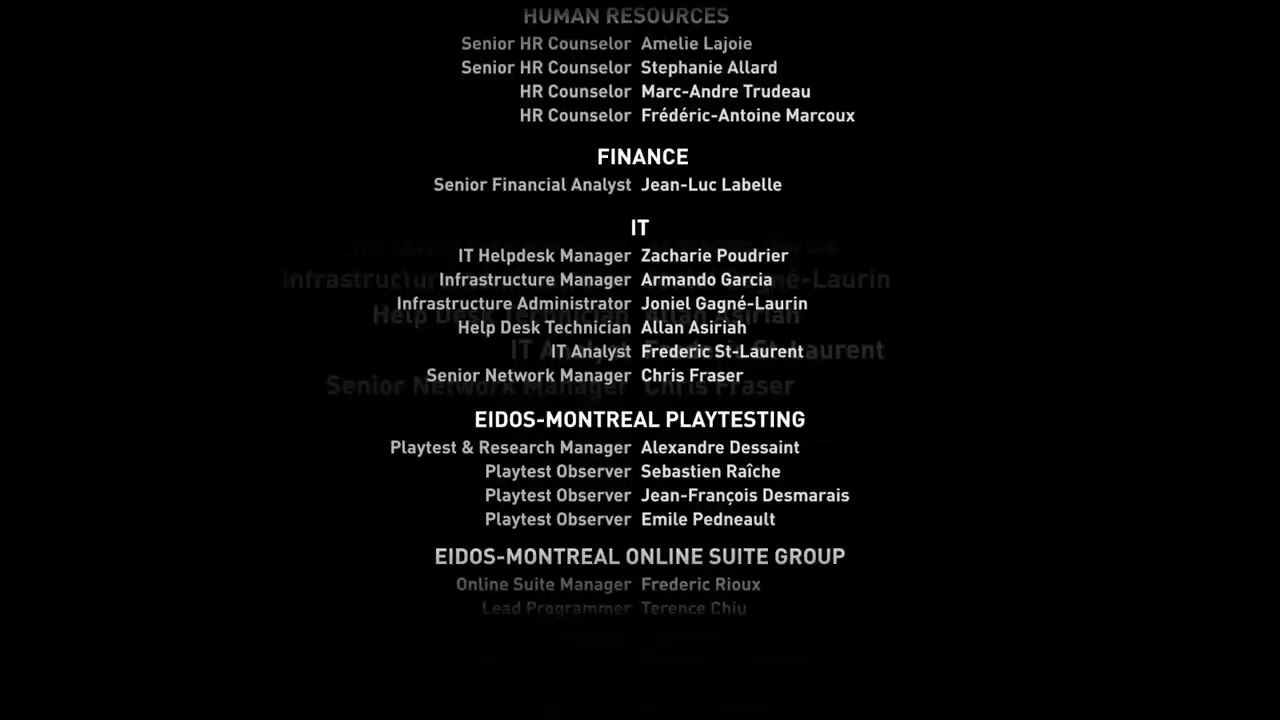 HUMAN RESOURCES
Senior HR Counselor Amelie Lajoie
Senior HR Counselor Stephanie Allard
HR Counselor Marc-Andre Trudeau
HR Counselor Frédéric-Antoine Marcoux
FINANCE
Senior Financial Analyst Jean-Luc Labelle
IT
IT Helpdesk Manager Zacharie Poudrier
Infrastructure Manager Armando Garcia
Infrastructure Administrator Joniel Gagné-Laurin
Help Desk Technician Allan Asiriah
IT Analyst Frederic St-Laurent
Senior Network Manager Chris Fraser
EIDOS-MONTREAL PLAYTESTING
Playtest & Research Manager Alexandre Dessaint
Playtest Observer Sebastien Raîche
Playtest Observer Jean-François Desmarais
Playtest Observer Emile Pedneault
EIDOS-MONTREAL ONLINE SUITE GROUP
Online Suite Manager Frederic Rioux
Lead Programmer Terence Chiu